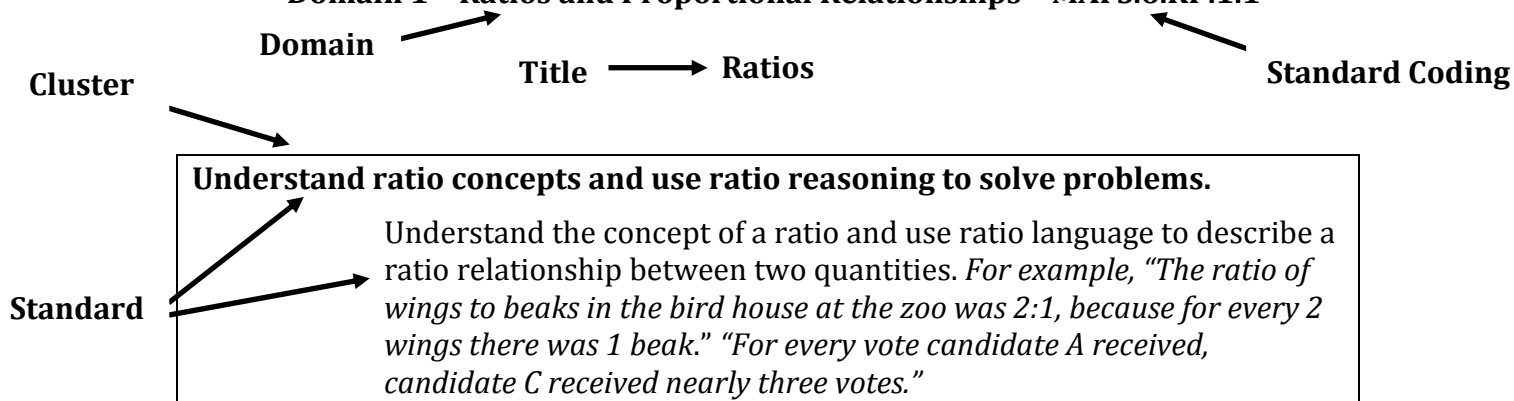 Domain
Title Ratios
Standard Coding
Cluster
Understand ratio concepts and use ratio reasoning to solve problems.
Understand the concept of a ratio and use ratio language to describe a
ratio relationship between two quantities. For example, “The ratio of
Standard
wings to beaks in the bird house at the zoo was 2:1, because for every 2
wings there was 1 beak.” “For every vote candidate A received,
candidate C received nearly three votes.”